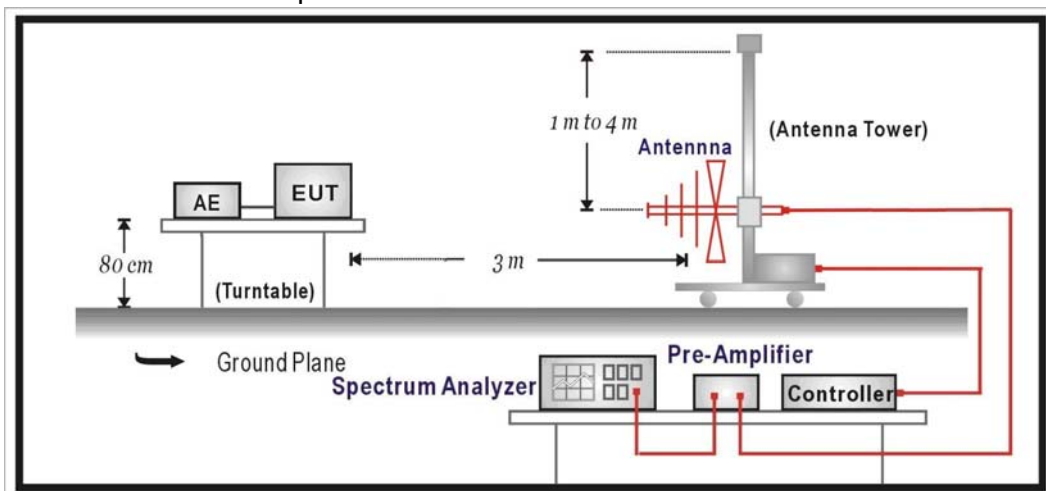 1 m to 4 m
(Antenna Tower)
Antennna
AE
EUT
80 cm
3 m
(Turntable)
Ground Plane
Pre-Amplifier
Spectrum Analyzer
Controller